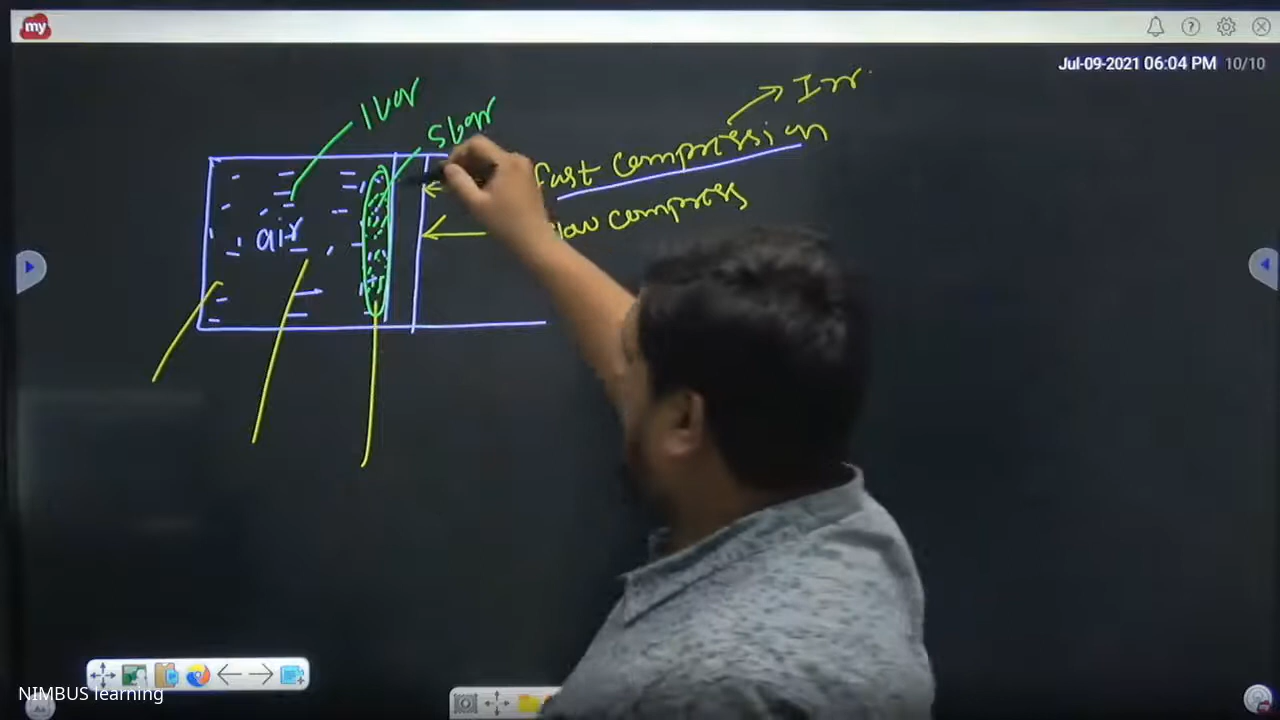 my
Jul-09-2021 06:04 PM 10/10
Irr.
1bar
5bar
fast compression
compress
air
NIMBUS learning